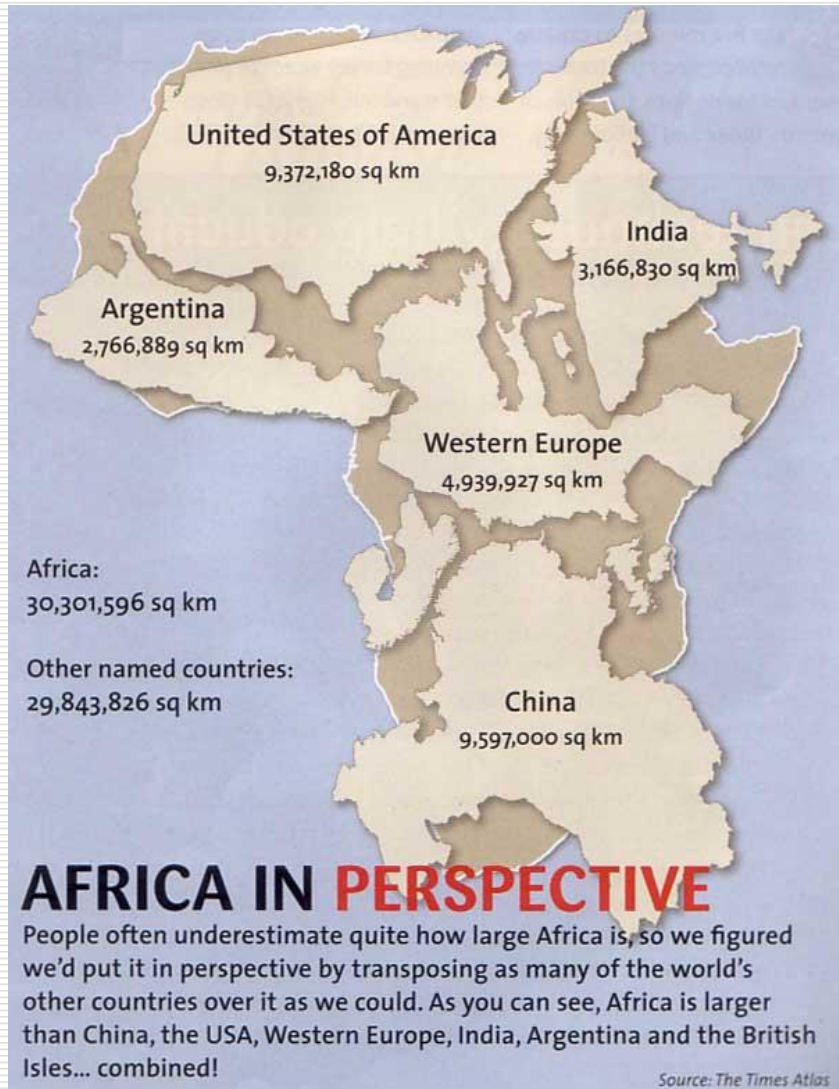 United States of America
9,372,180 sq km
India
3,166,830 sq km
Argentina
2,766,889 sq km
Western Europe
4,939,927 sq km
Africa:
30,301,596 sq km
Other named countries:
29,843,826 sq km
China
9,597,000 sq km
AFRICA IN PERSPECTIVE
People often underestimate quite how large Africa is, so we figured
we'd put it in perspective by transposing as many of the world's
other countries over it as we could. As you can see, Africa is larger
than China, the USA, Western Europe, India, Argentina and the British
Isles... combined!
Source: The Times Atlas